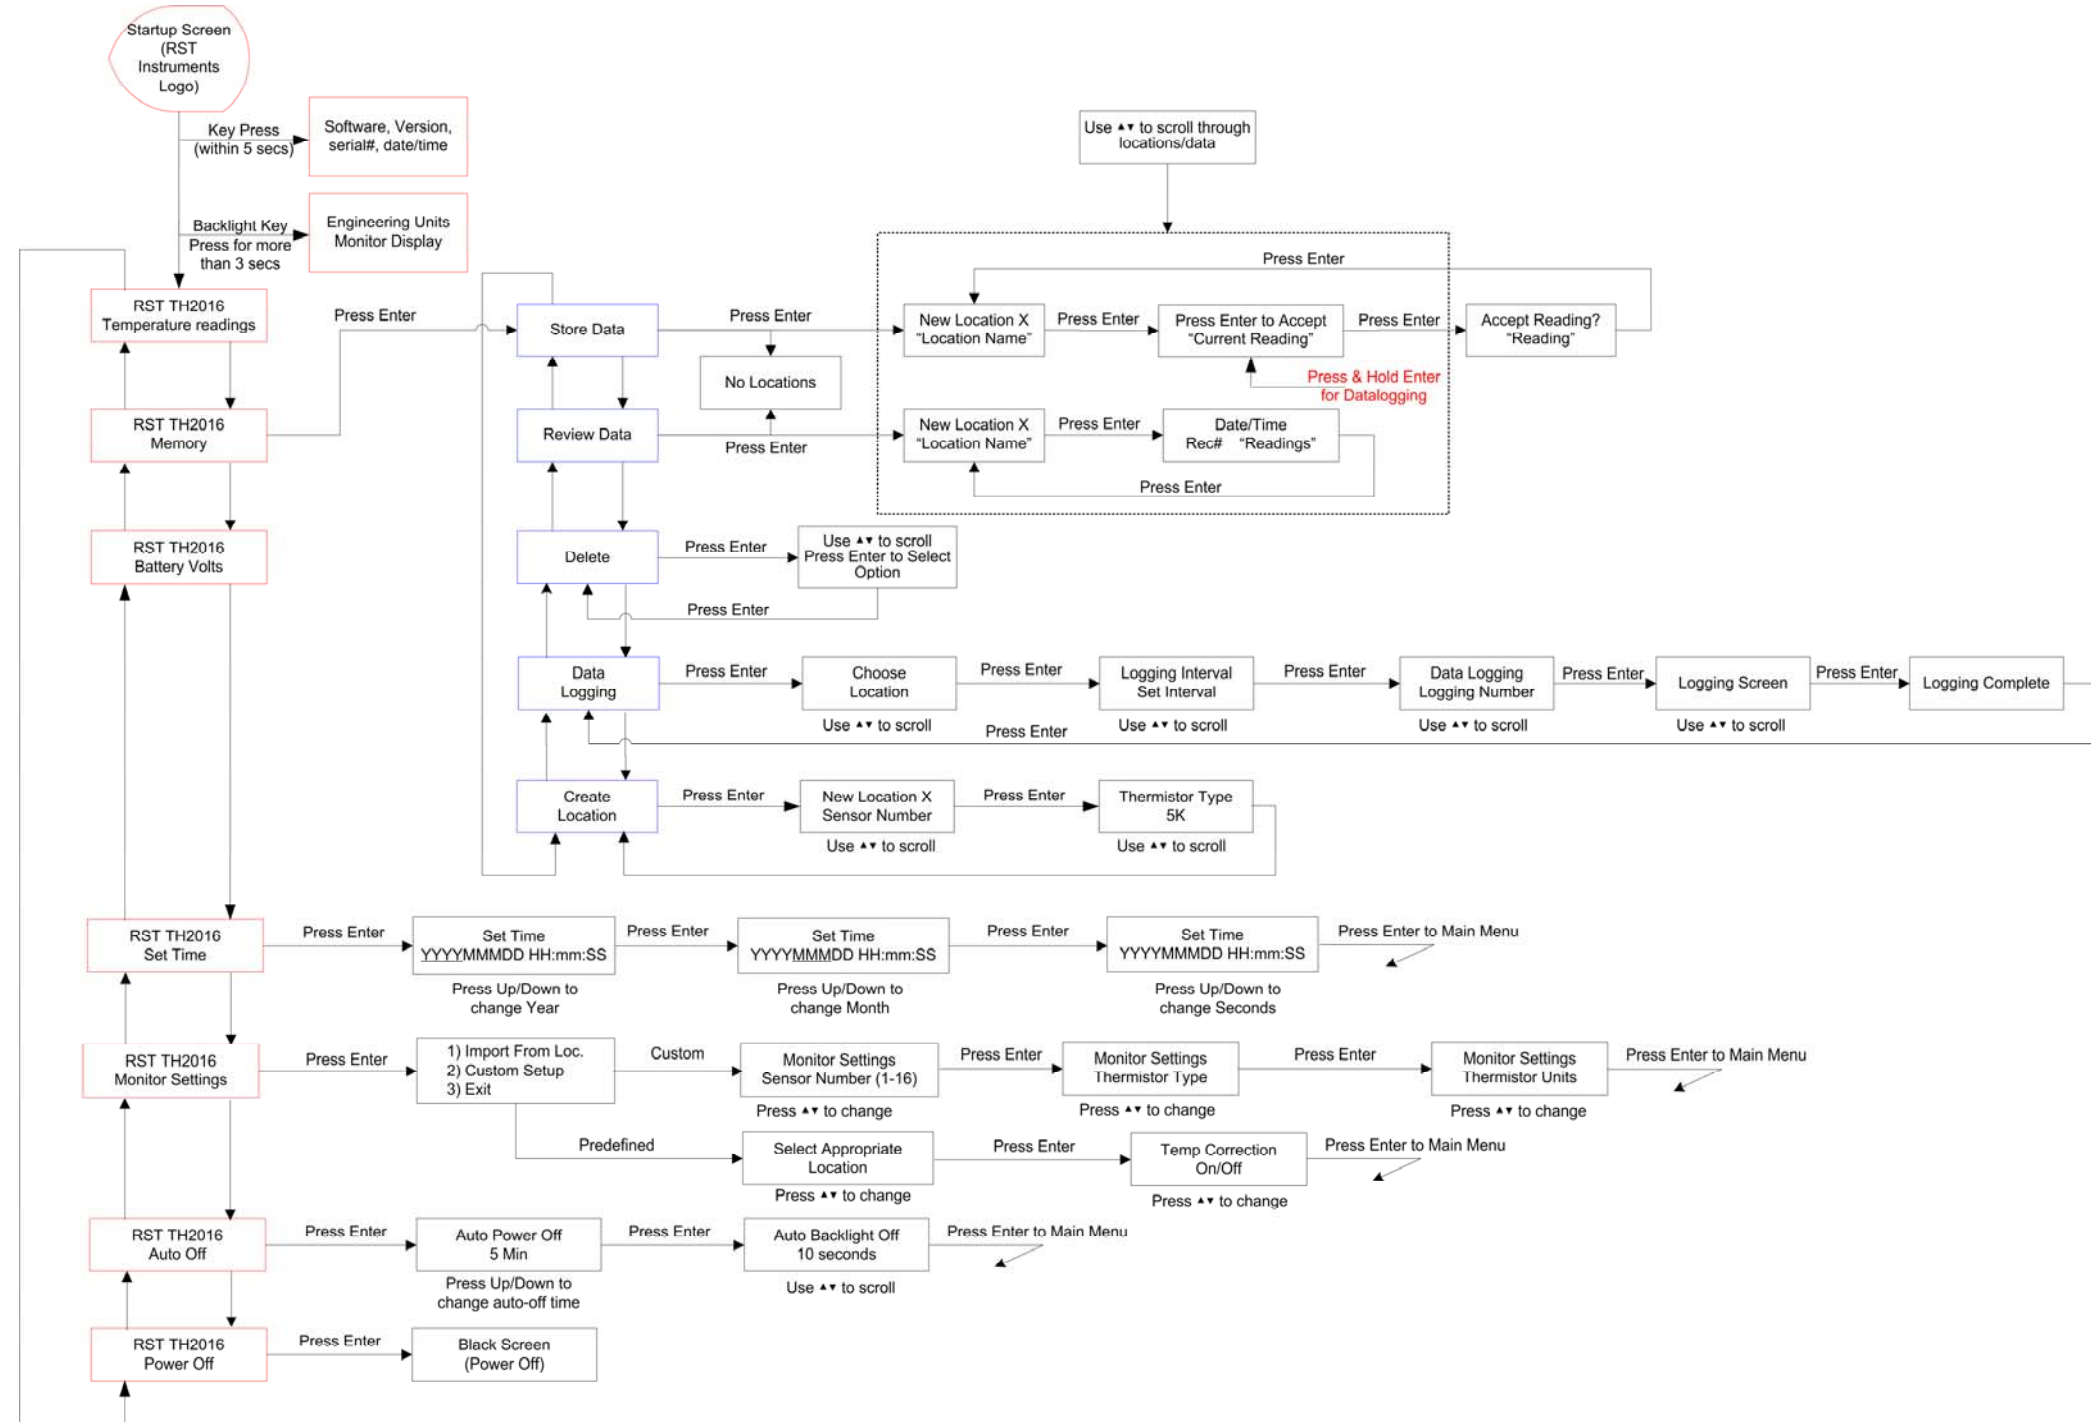 Startup Screen
(RST
Instruments
Logo)
Key Press
(within 5 secs)
Software, Version,
serial#, date/time
Backlight Key
Press for more
than 3 secs
Engineering Units
Monitor Display
Use ▲▼ to scroll through
locations/data
Press Enter
RST TH2016
Temperature readings
Press Enter
Store Data
Press Enter
New Location X
“Location Name”
Press Enter
Press Enter to Accept
“Current Reading”
Press Enter
Accept Reading?
“Reading”
No Locations
Press & Hold Enter
for Datalogging
RST TH2016
Memory
Review Data
Press Enter
New Location X
“Location Name”
Press Enter
Date/Time
Rec# “Readings”
Press Enter
RST TH2016
Battery Volts
Delete
Press Enter
Use ▲▼ to scroll
Press Enter to Select
Option
Press Enter
Data
Logging
Press Enter
Choose
Location
Use ▲▼ to scroll
Press Enter
Logging Interval
Set Interval
Use ▲▼ to scroll
Press Enter
Data Logging
Logging Number
Use ▲▼ to scroll
Press Enter
Logging Screen
Use ▲▼ to scroll
Press Enter
Logging Complete
Press Enter
Create
Location
Press Enter
New Location X
Sensor Number
Use ▲▼ to scroll
Press Enter
Thermistor Type
5K
Use ▲▼ to scroll
RST TH2016
Set Time
Press Enter
Set Time
YYYYMMMDD HH:mm:SS
Press Up/Down to
change Year
Press Enter
Set Time
YYYYMMMDD HH:mm:SS
Press Up/Down to
change Month
Press Enter
Set Time
YYYYMMMDD HH:mm:SS
Press Up/Down to
change Seconds
Press Enter to Main Menu
RST TH2016
Monitor Settings
Press Enter
1) Import From Loc.
2) Custom Setup
3) Exit
Custom
Monitor Settings
Sensor Number (1-16)
Press ▲▼ to change
Press Enter
Monitor Settings
Thermistor Type
Press ▲▼ to change
Press Enter
Monitor Settings
Thermistor Units
Press ▲▼ to change
Press Enter to Main Menu
Predefined
Select Appropriate
Location
Press ▲▼ to change
Press Enter
Temp Correction
On/Off
Press ▲▼ to change
Press Enter to Main Menu
RST TH2016
Auto Off
Press Enter
Auto Power Off
5 Min
Press Up/Down to
change auto-off time
Press Enter
Auto Backlight Off
10 seconds
Use ▲▼ to scroll
Press Enter to Main Menu
RST TH2016
Power Off
Press Enter
Black Screen
(Power Off)